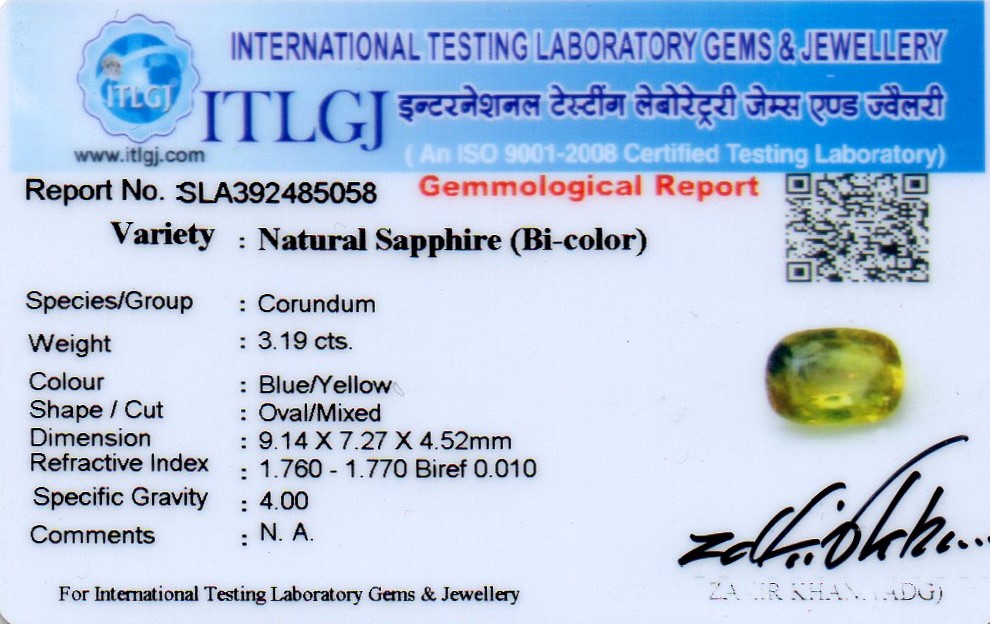 INTERNATIONAL TESTING LABORATORY GEMS & JEWELLERY
ITLGJ
ITLGJ इन्टरनेशनल टेस्टींग लेबोरेट्ररी जेम्स एण्ड ज्वैलरी
www.itlgj.com
( An ISO 9001-2008 Certified Testing Laboratory)
Report No. :SLA392485058
Gemmological Report
Variety : Natural Sapphire (Bi-color)
Species/Group : Corundum
Weight : 3.19 cts.
Colour : Blue/Yellow
Shape / Cut : Oval/Mixed
Dimension : 9.14 X 7.27 X 4.52mm
Refractive Index : 1.760 - 1.770 Biref 0.010
Specific Gravity : 4.00
Comments : N. A.
KHAN
For International Testing Laboratory Gems & Jewellery